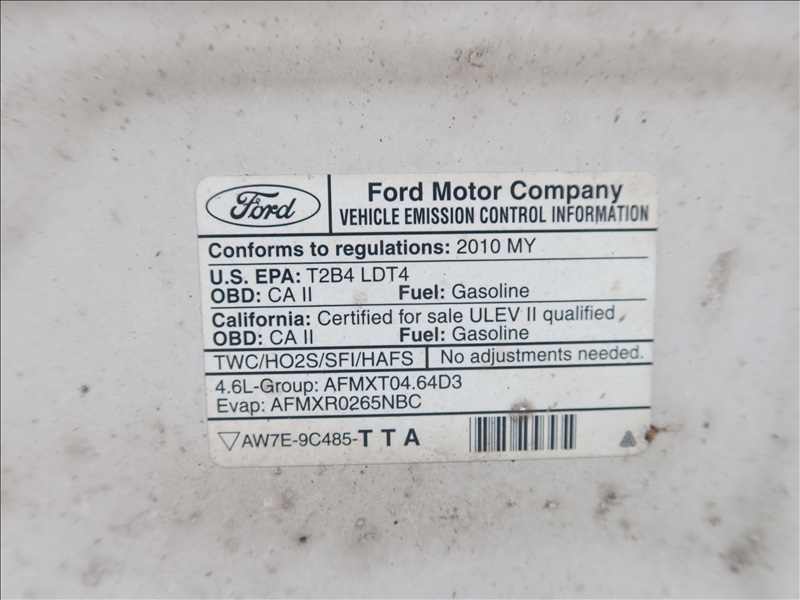 Ford
Ford Motor Company
VEHICLE EMISSION CONTROL INFORMATION
Conforms to regulations: 2010 MY
U.S. EPA: T2B4 LDT4
OBD: CA II Fuel: Gasoline
California: Certified for sale ULEV II qualified
OBD: CA II Fuel: Gasoline
TWC/HO2S/SFI/HAFS No adjustments needed.
4.6L-Group: AFMXT04.64D3
Evap: AFMXR0265NBC
AW7E-9C485-TTA